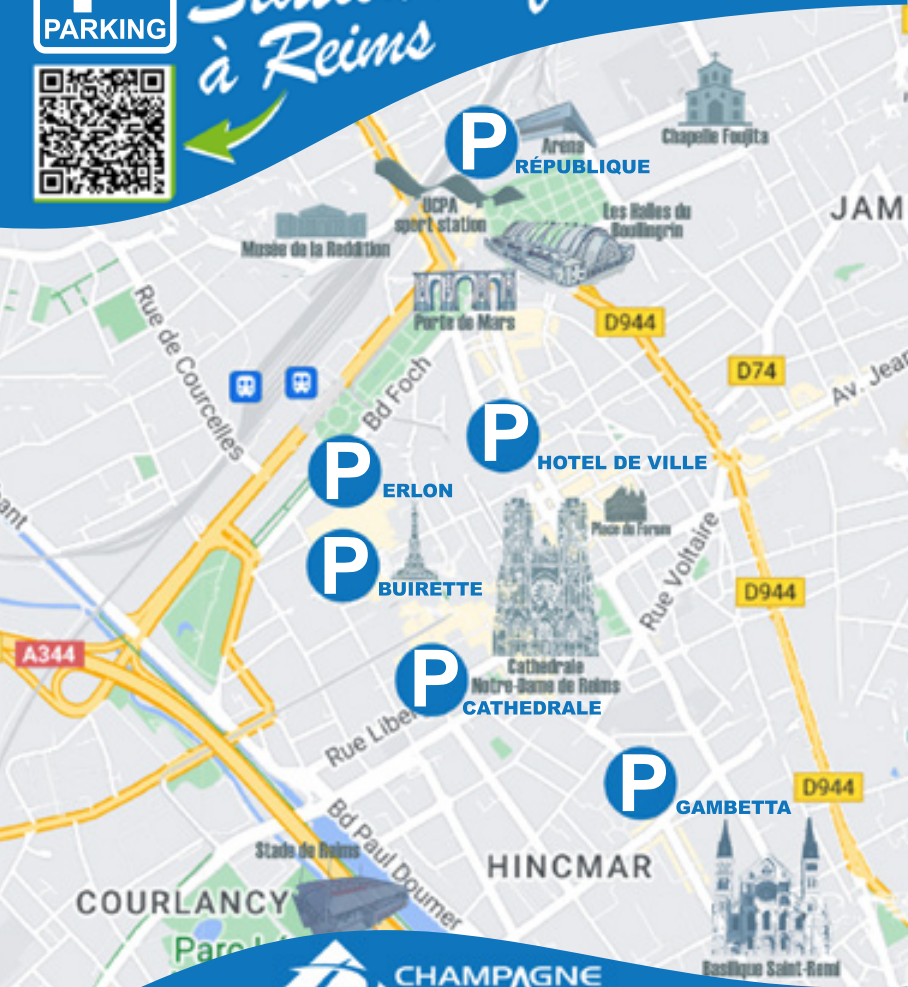 P
PARKING
à Reims
P
RÉPUBLIQUE
Arena
Chapelle Foujita
UCPA
sport station
Les Halles du
Boulingrin
JAM
Musée de la Reddition
Porte de Mars
D944
Rue de Courcelles
D74
Av. Jean
Bd Foch
P
HOTEL DE VILLE
P
ERLON
Place du Forum
ant
P
BUIRETTE
Rue Voltaire
D944
A344
Cathédrale
Notre-Dame de Reims
P
CATHEDRALE
Rue Liber
P
GAMBETTA
D944
Bd Paul Doumer
Stade de Reims
HINCMAR
COURLANCY
Parc
Basilique Saint-Remi
CHAMPAGNE